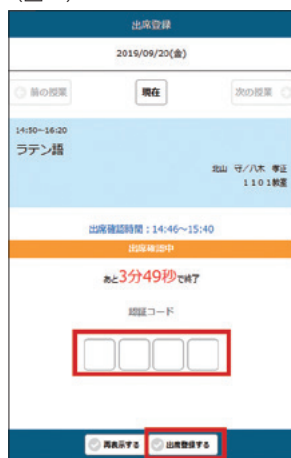 出席登録
2019/09/20(金)
前の授業
現在
次の授業
14:50~16:20
ラテン語
北山 守/八木 孝正
1101教室
出席確認時間：14:46~15:40
出席確認中
あと3分49秒で終了
認証コード
再表示する
出席登録する